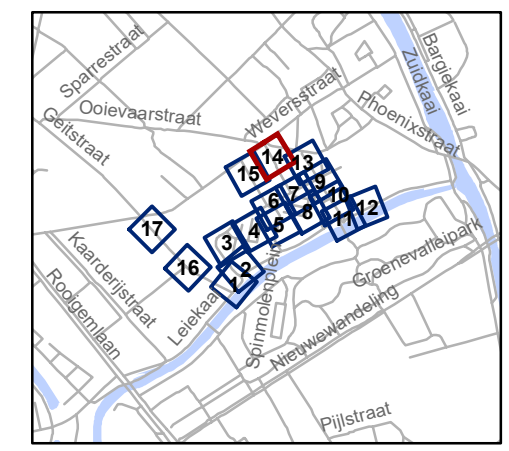 Sparrestraat
Bargiekaai
Zuidkaai
Weversstraat
Ooievaarstraat
Phoenixstraat
Geitstraat
14
13
15
9
7
10
6
8
12
11
17
5
4
3
16
2
1
Groenevalleipark
Kaarderijstraat
Leiekaai
Spinmolenplein
Rooigemlaan
Nieuwewandeling
Pijlstraat